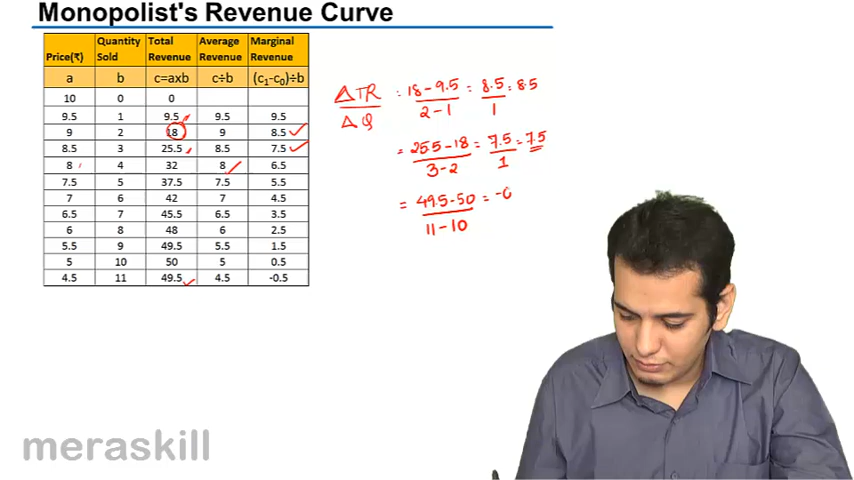 Monopolist's Revenue Curve
Price(₹) Quantity Sold Total Revenue Average Revenue Marginal Revenue
a b c=axb c÷b (c₁-c₀)÷b
10 0 0
9.5 1 9.5 9.5 9.5
9 2 18 9 8.5
8.5 3 25.5 8.5 7.5
8 4 32 8 6.5
7.5 5 37.5 7.5 5.5
7 6 42 7 4.5
6.5 7 45.5 6.5 3.5
6 8 48 6 2.5
5.5 9 49.5 5.5 1.5
5 10 50 5 0.5
4.5 11 49.5 4.5 -0.5
ΔTR/ΔQ = 18-9.5/2-1 = 8.5/1 = 8.5
= 25.5-18/3-2 = 7.5/1 = 7.5
= 49.5-50/11-10 = -0
meraskill